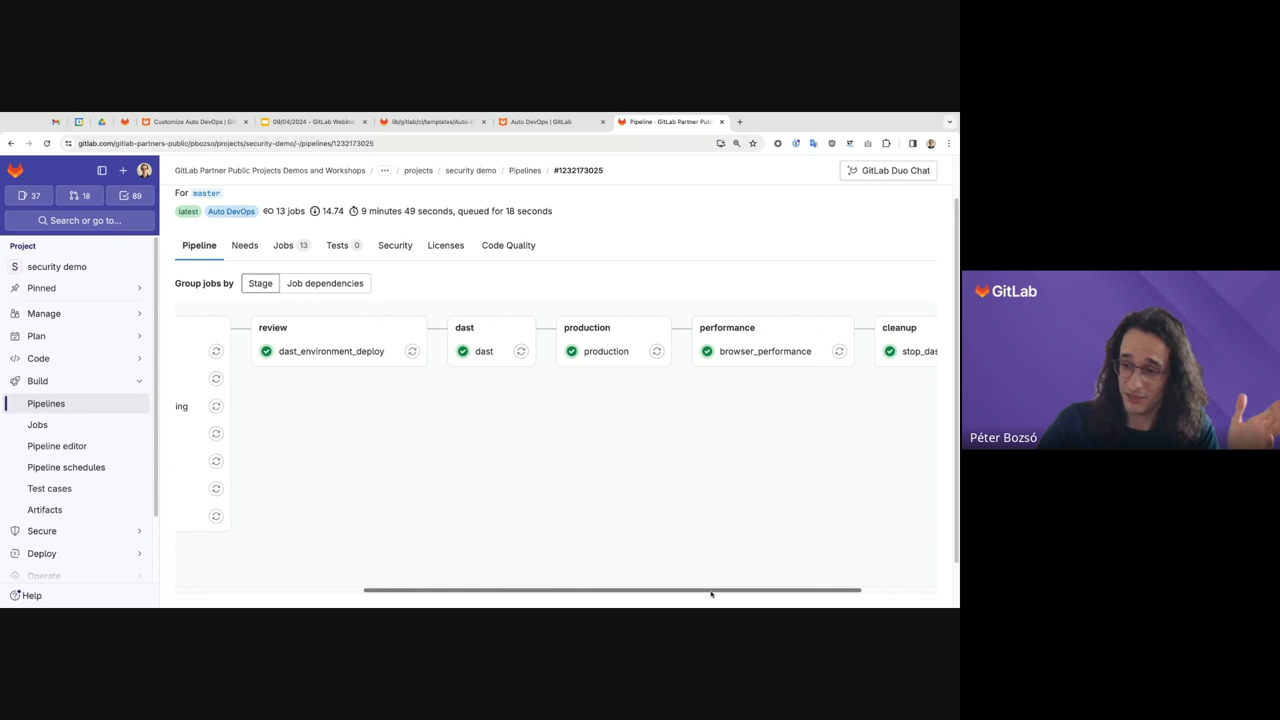 Customize Auto DevOps | Git
09/04/2024 - GitLab Webina
lib/gitlab/ci/templates/Auto-D
Auto DevOps | GitLab
Pipeline · GitLab Partner Publ
gitlab.com/gitlab-partners-public/pbozso/projects/security-demo/-/pipelines/1232173025
GitLab Partner Public Projects Demos and Workshops / ... / projects / security demo / Pipelines / #1232173025
GitLab Duo Chat
37
18
89
Search or go to...
Project
S security demo
Pinned
Manage
Plan
Code
Build
Pipelines
Jobs
Pipeline editor
Pipeline schedules
Test cases
Artifacts
Secure
Deploy
Operate
Help
For master
latest Auto DevOps 13 jobs 14.74 9 minutes 49 seconds, queued for 18 seconds
Pipeline Needs Jobs 13 Tests 0 Security Licenses Code Quality
Group jobs by Stage Job dependencies
review dast production performance cleanup
dast_environment_deploy dast production browser_performance stop_das
ing
GitLab
Péter Bozsó